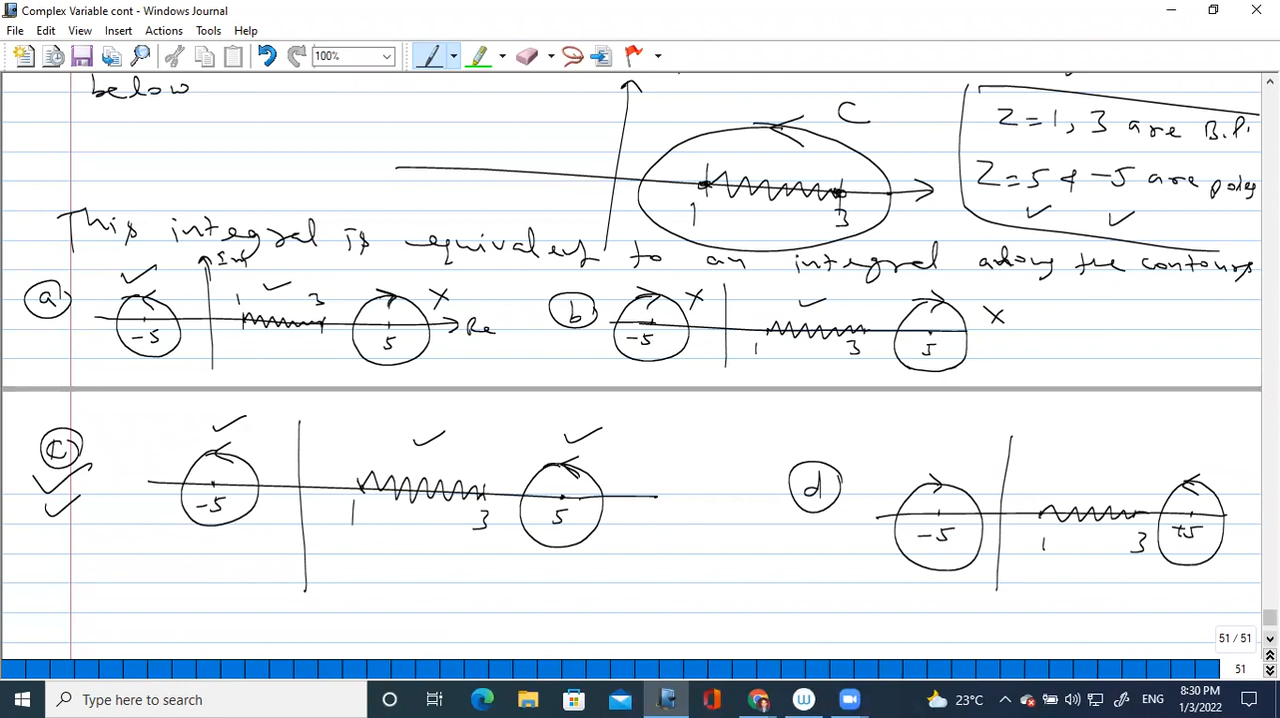 Complex Variable cont - Windows Journal
File Edit View Insert Actions Tools Help
100%
below
C
Z = 1, 3 are B.P.
Z = 5 & -5 are poles
1 3
This integral is equivalent to an integral along the contours
a Im -5 1 3 5 X Re
b -5 X 1 3 5 X
c -5 1 3 5
d -5 1 3 +5
51 / 51
51
Type here to search
23°C
ENG
8:30 PM
1/3/2022